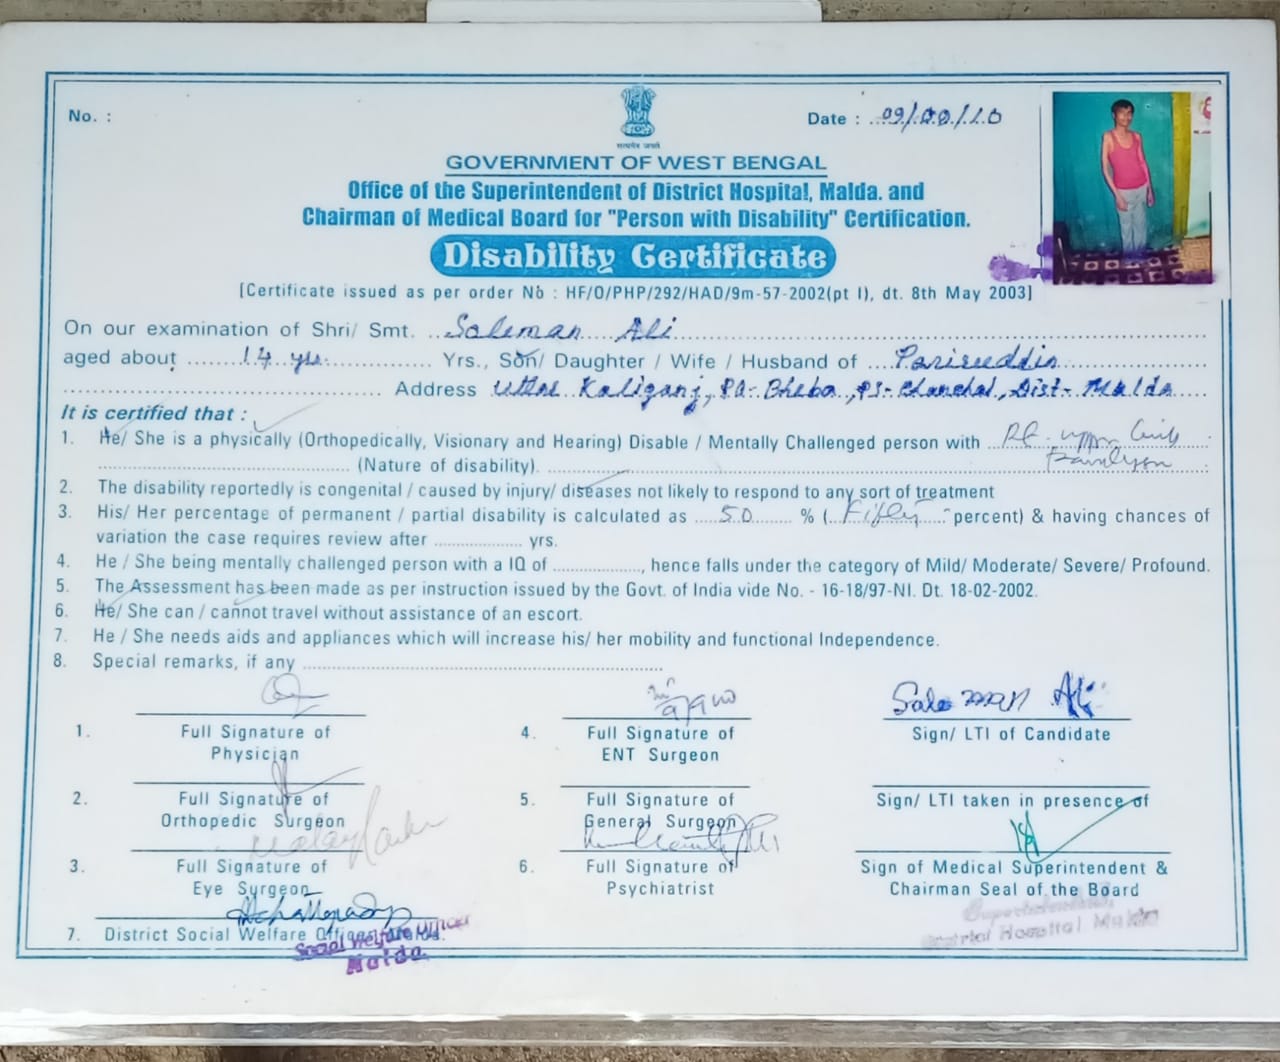 No. :
Date : 09/09/10
सत्यमेव जयते
GOVERNMENT OF WEST BENGAL
Office of the Superintendent of District Hospital, Malda. and
Chairman of Medical Board for "Person with Disability" Certification.
Disability Certificate
[Certificate issued as per order No : HF/O/PHP/292/HAD/9m-57-2002(pt I), dt. 8th May 2003]
On our examination of Shri/ Smt. Soleman Ali
aged about 14 yrs. Yrs., Son/ Daughter / Wife / Husband of
Address Kaliganj, PO- Bheba, PS- Chanchal, Dist- Malda
It is certified that :
1. He/ She is a physically (Orthopedically, Visionary and Hearing) Disable / Mentally Challenged person with
(Nature of disability).
2. The disability reportedly is congenital / caused by injury/ diseases not likely to respond to any sort of treatment
3. His/ Her percentage of permanent / partial disability is calculated as 50 % ( Fifty percent) & having chances of
variation the case requires review after yrs.
4. He / She being mentally challenged person with a IQ of , hence falls under the category of Mild/ Moderate/ Severe/ Profound.
5. The Assessment has been made as per instruction issued by the Govt. of India vide No. - 16-18/97-NI. Dt. 18-02-2002.
6. He/ She can / cannot travel without assistance of an escort.
7. He / She needs aids and appliances which will increase his/ her mobility and functional Independence.
8. Special remarks, if any
Soleman Ali
1. Full Signature of Physician
4. Full Signature of ENT Surgeon
Sign/ LTI of Candidate
2. Full Signature of Orthopedic Surgeon
5. Full Signature of General Surgeon
Sign/ LTI taken in presence of
3. Full Signature of Eye Surgeon
6. Full Signature of Psychiatrist
Sign of Medical Superintendent & Chairman Seal of the Board
7. District Social Welfare Officer, Malda.
Social Welfare Officer
Malda.
Superintendent,
District Hospital Malda